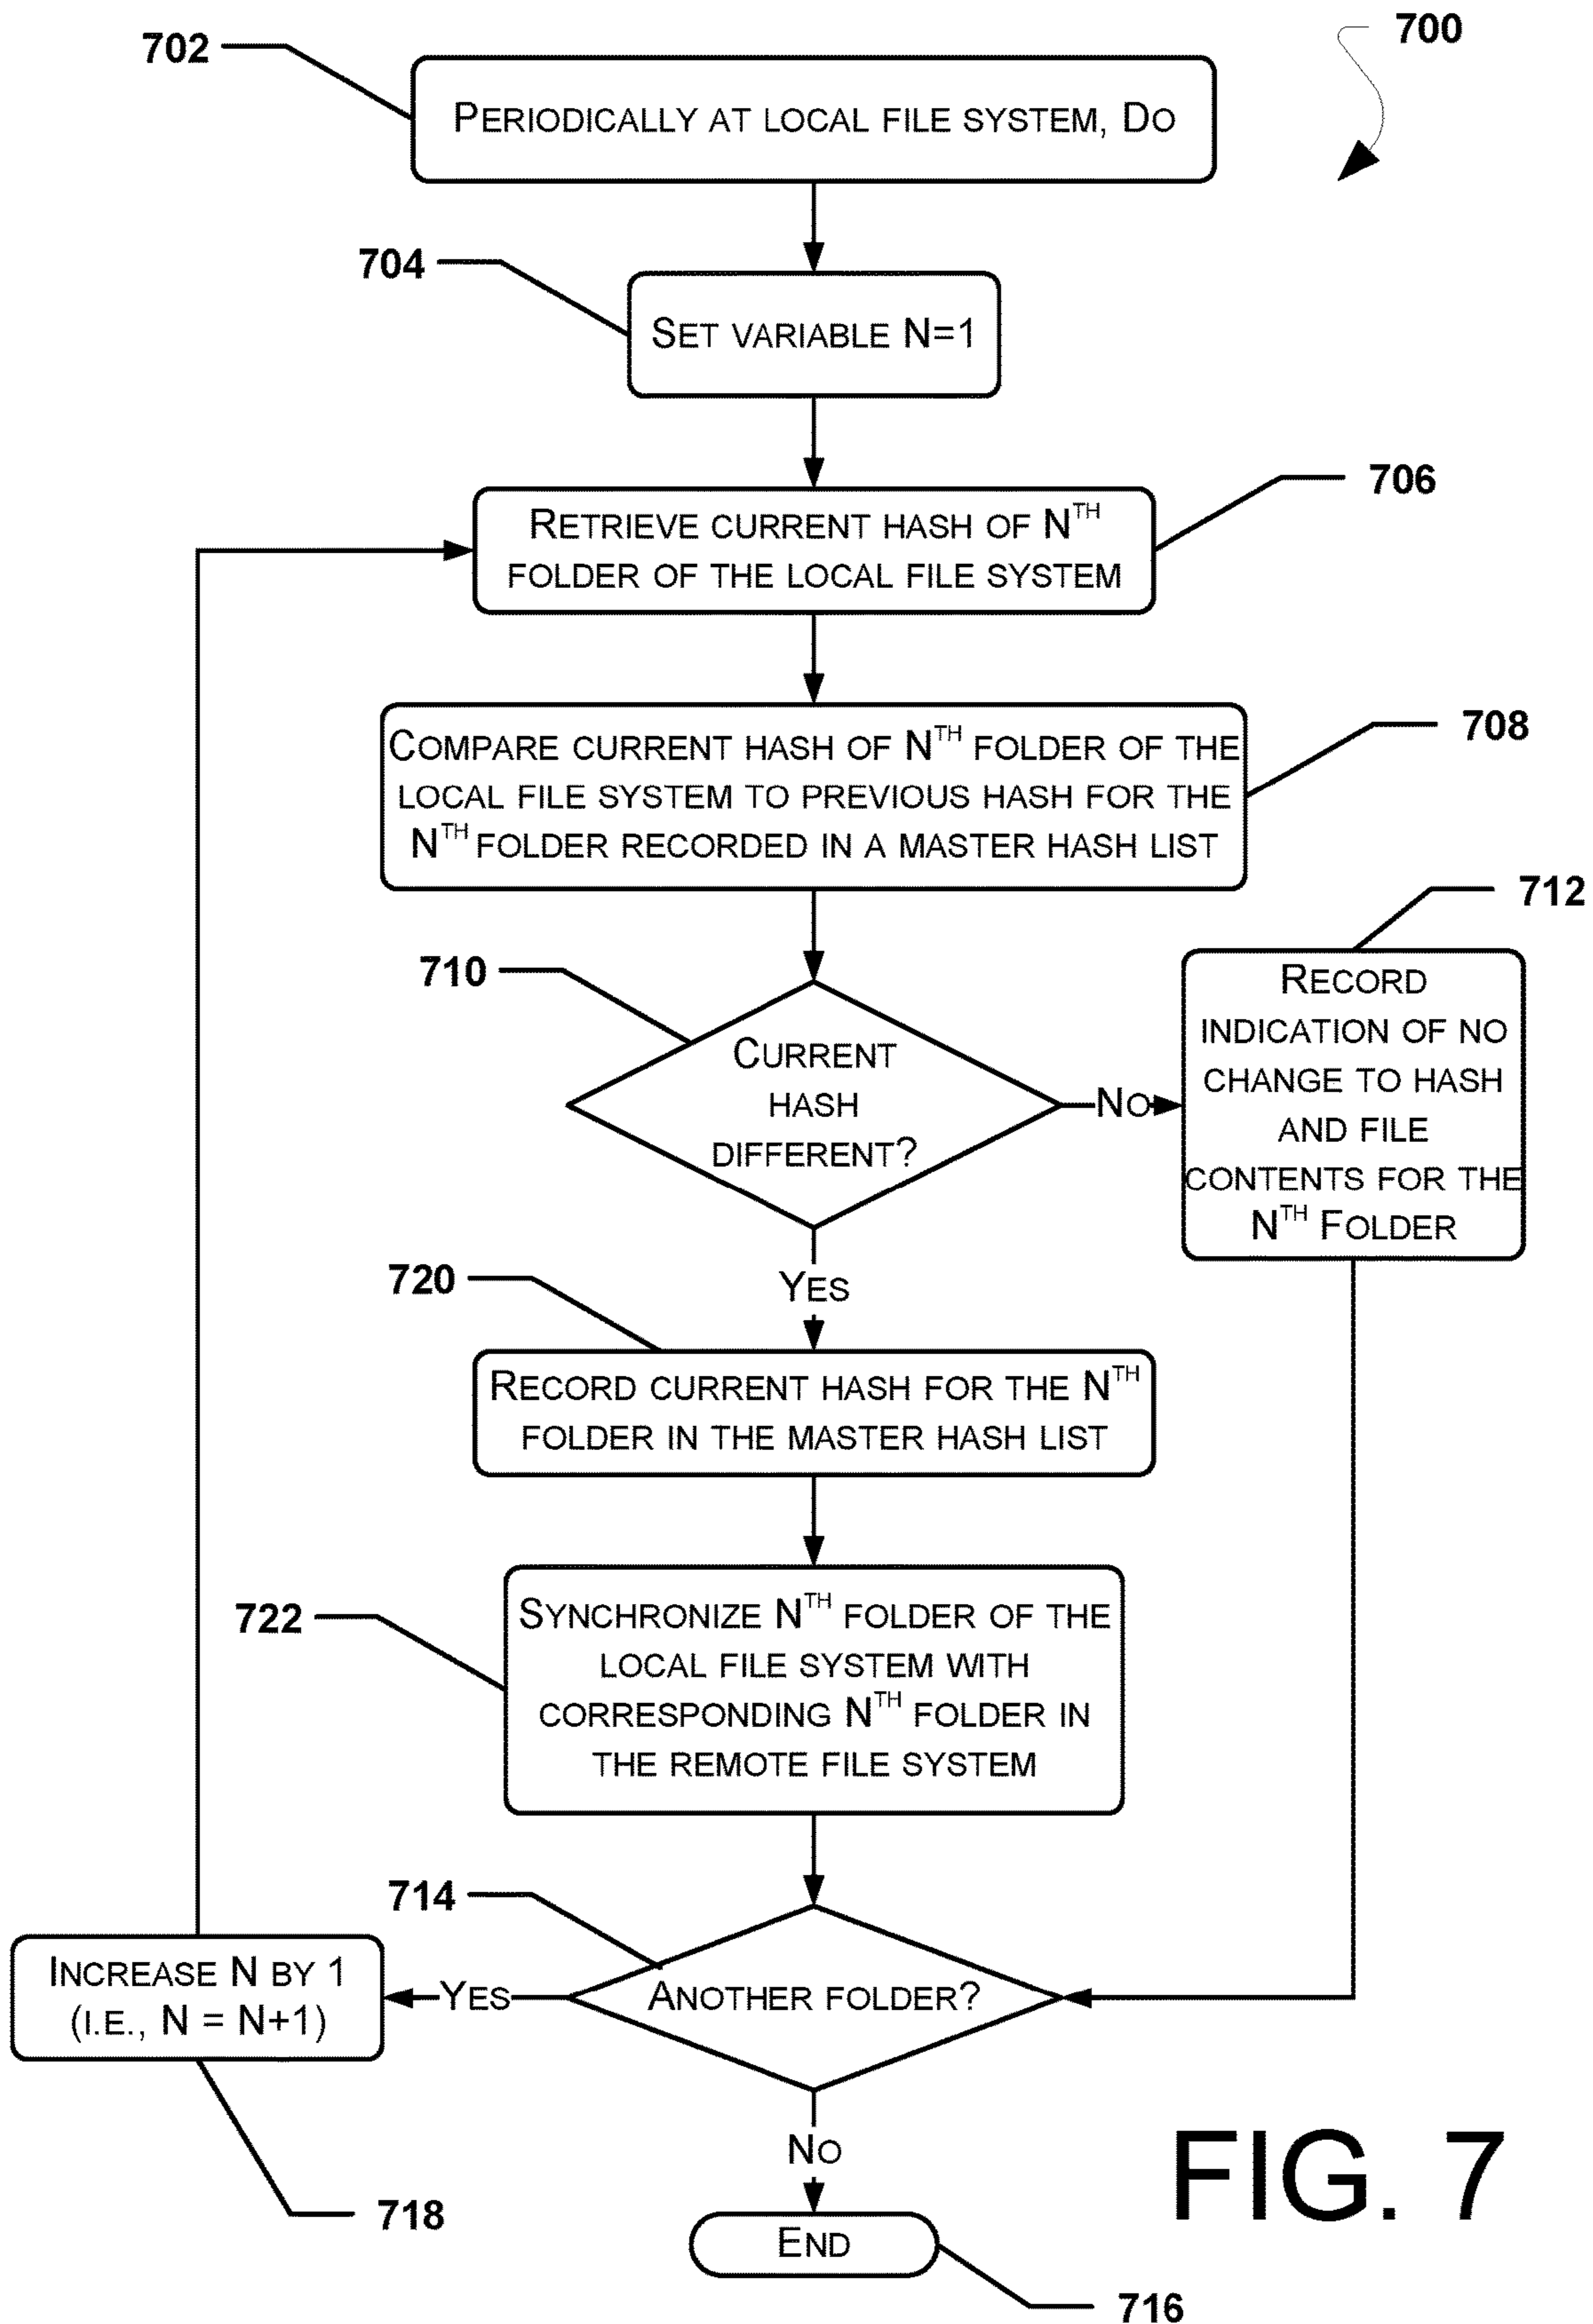 700
702
PERIODICALLY AT LOCAL FILE SYSTEM, DO
704
SET VARIABLE N=1
706
RETRIEVE CURRENT HASH OF NTH
FOLDER OF THE LOCAL FILE SYSTEM
708
COMPARE CURRENT HASH OF NTH FOLDER OF THE
LOCAL FILE SYSTEM TO PREVIOUS HASH FOR THE
NTH FOLDER RECORDED IN A MASTER HASH LIST
710
CURRENT
HASH
DIFFERENT?
NO
712
RECORD
INDICATION OF NO
CHANGE TO HASH
AND FILE
CONTENTS FOR THE
NTH FOLDER
YES
720
RECORD CURRENT HASH FOR THE NTH
FOLDER IN THE MASTER HASH LIST
722
SYNCHRONIZE NTH FOLDER OF THE
LOCAL FILE SYSTEM WITH
CORRESPONDING NTH FOLDER IN
THE REMOTE FILE SYSTEM
714
ANOTHER FOLDER?
YES
INCREASE N BY 1
(I.E., N = N+1)
718
NO
END
716
FIG. 7